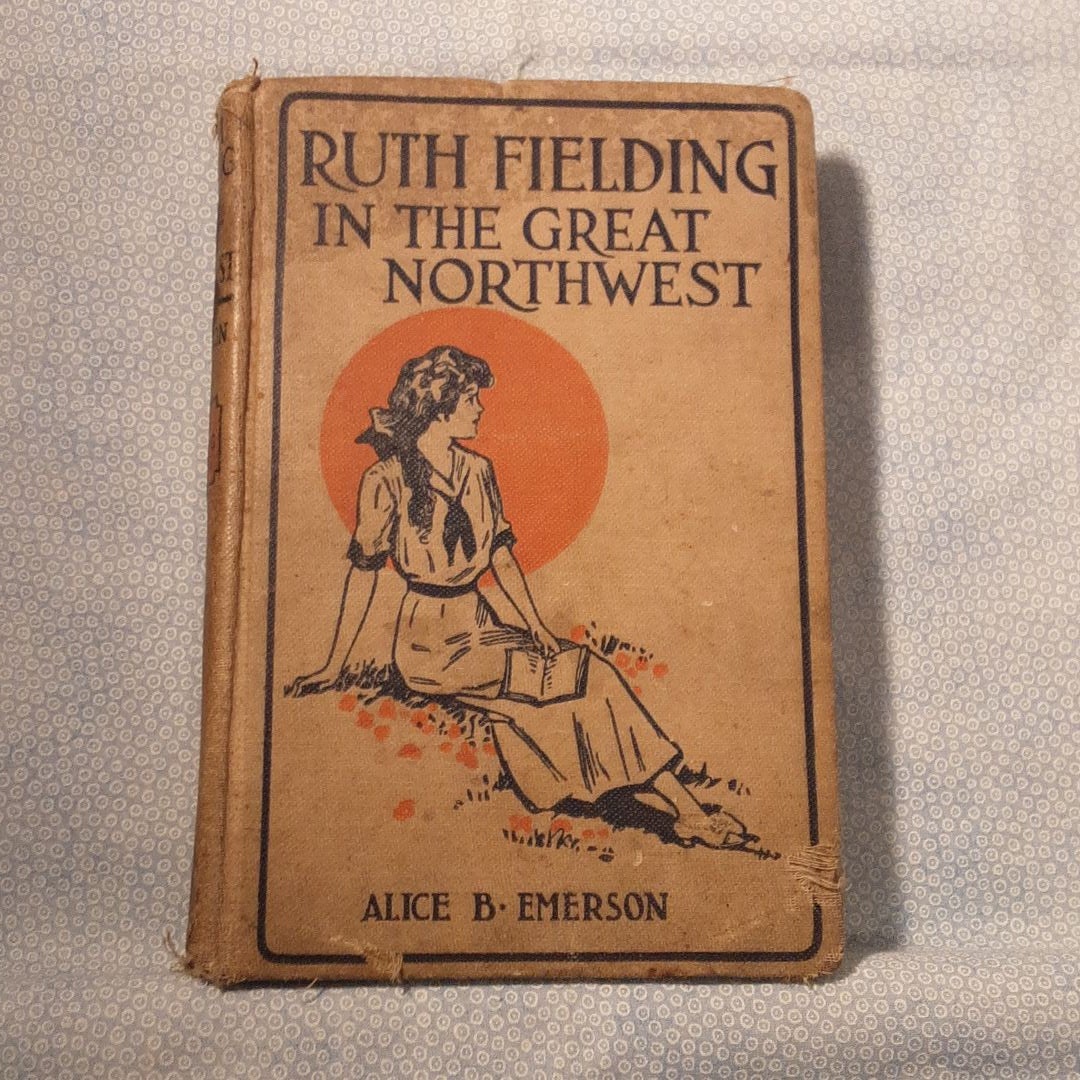 RUTH FIELDING
IN THE GREAT
NORTHWEST
ALICE B. EMERSON